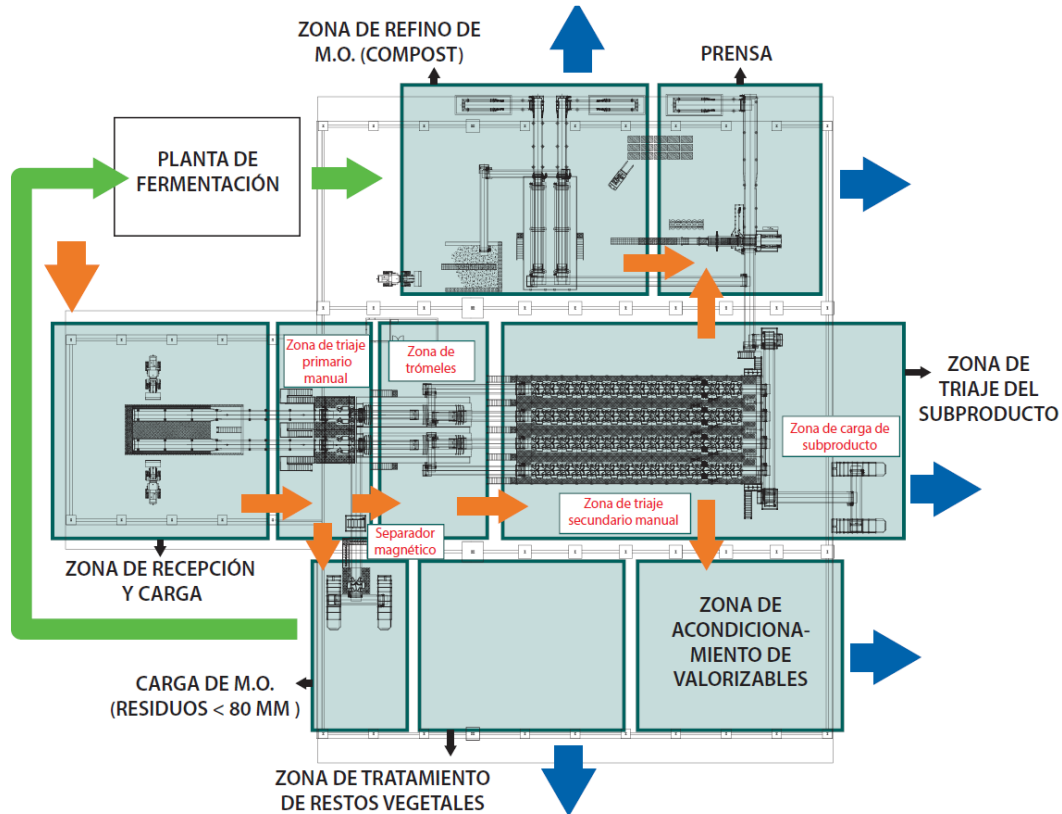 ZONA DE REFINO DE
M.O. (COMPOST)
PRENSA
PLANTA DE
FERMENTACIÓN
Zona de triaje
primario
manual
Zona de
trómeles
ZONA DE
TRIAJE DEL
SUBPRODUCTO
Zona de carga de
subproducto
Zona de triaje
secundario manual
Separador
magnético
ZONA DE RECEPCIÓN
Y CARGA
ZONA DE
ACONDICIONA-
MIENTO DE
VALORIZABLES
CARGA DE M.O.
(RESIDUOS < 80 MM )
ZONA DE TRATAMIENTO
DE RESTOS VEGETALES